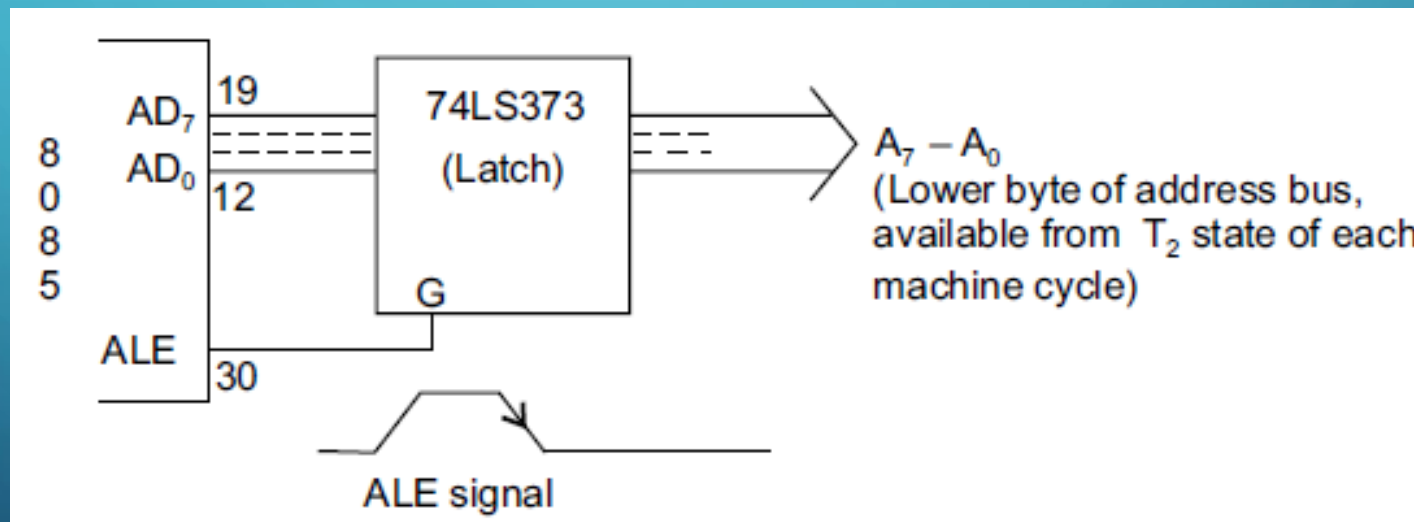 8
0
8
5
AD₇
19
AD₀
12
ALE
30
74LS373
(Latch)
G
A₇ – A₀
(Lower byte of address bus,
available from T₂ state of each
machine cycle)
ALE signal